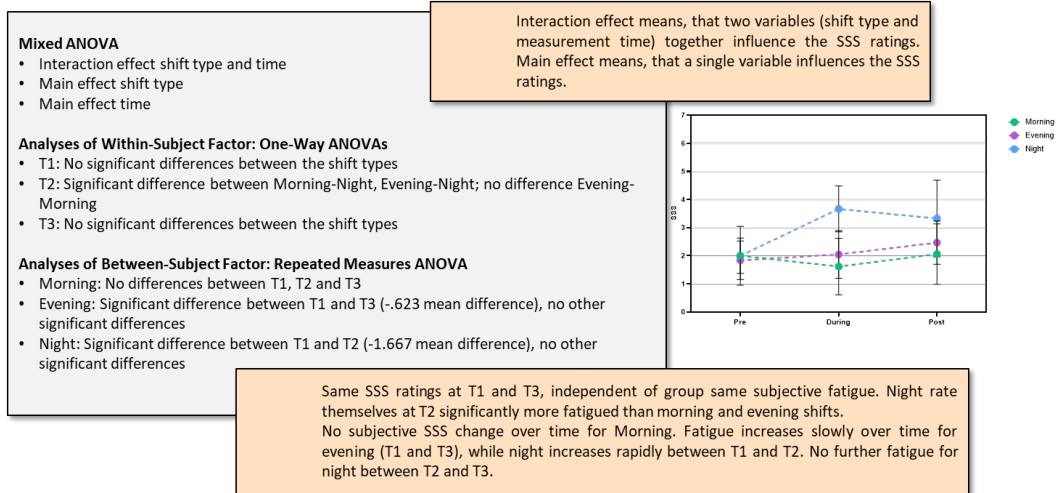 Mixed ANOVA
• Interaction effect shift type and time
• Main effect shift type
• Main effect time
Analyses of Within-Subject Factor: One-Way ANOVAs
• T1: No significant differences between the shift types
• T2: Significant difference between Morning-Night, Evening-Night; no difference Evening-
Morning
• T3: No significant differences between the shift types
Analyses of Between-Subject Factor: Repeated Measures ANOVA
• Morning: No differences between T1, T2 and T3
• Evening: Significant difference between T1 and T3 (-.623 mean difference), no other
significant differences
• Night: Significant difference between T1 and T2 (-1.667 mean difference), no other
significant differences
Interaction effect means, that two variables (shift type and
measurement time) together influence the SSS ratings.
Main effect means, that a single variable influences the SSS
ratings.
7
6
5
4
3
2
1
0
SSS
Pre
During
Post
Morning
Evening
Night
Same SSS ratings at T1 and T3, independent of group same subjective fatigue. Night rate
themselves at T2 significantly more fatigued than morning and evening shifts.
No subjective SSS change over time for Morning. Fatigue increases slowly over time for
evening (T1 and T3), while night increases rapidly between T1 and T2. No further fatigue for
night between T2 and T3.